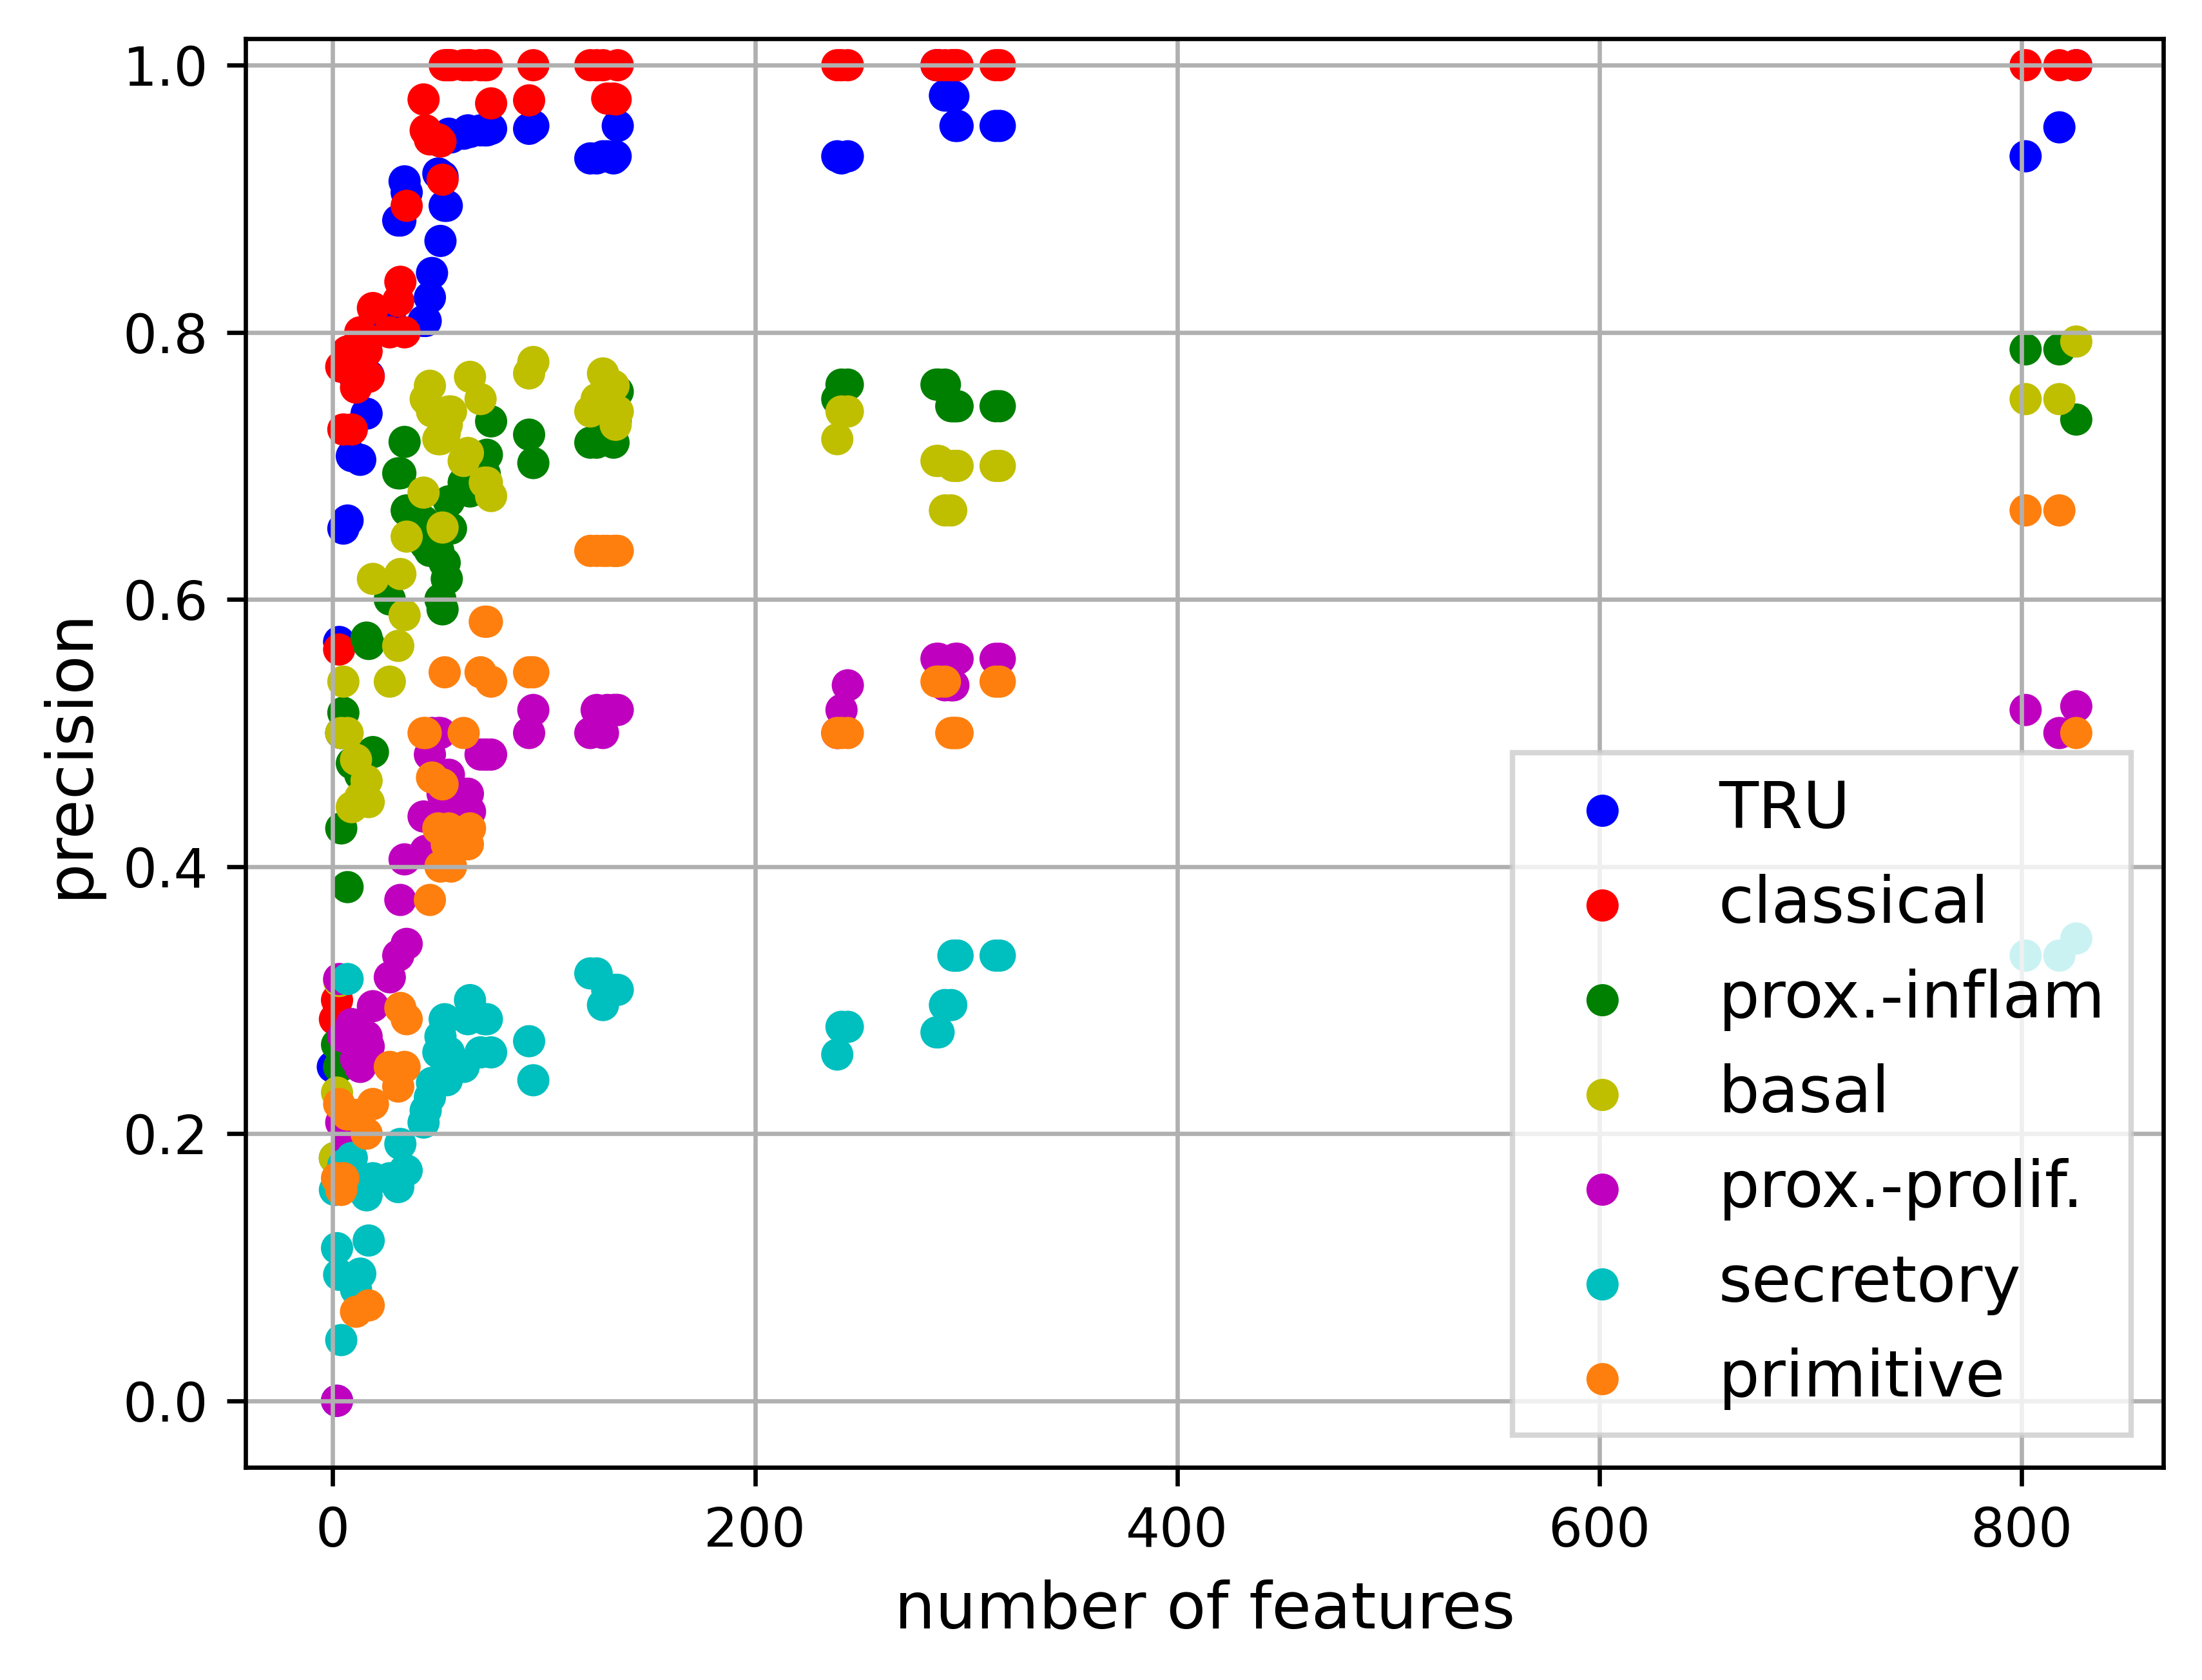 1.0
0.8
0.6
0.4
0.2
0.0
precision
0
200
400
600
800
number of features
TRU
classical
prox.-inflam
basal
prox.-prolif.
secretory
primitive